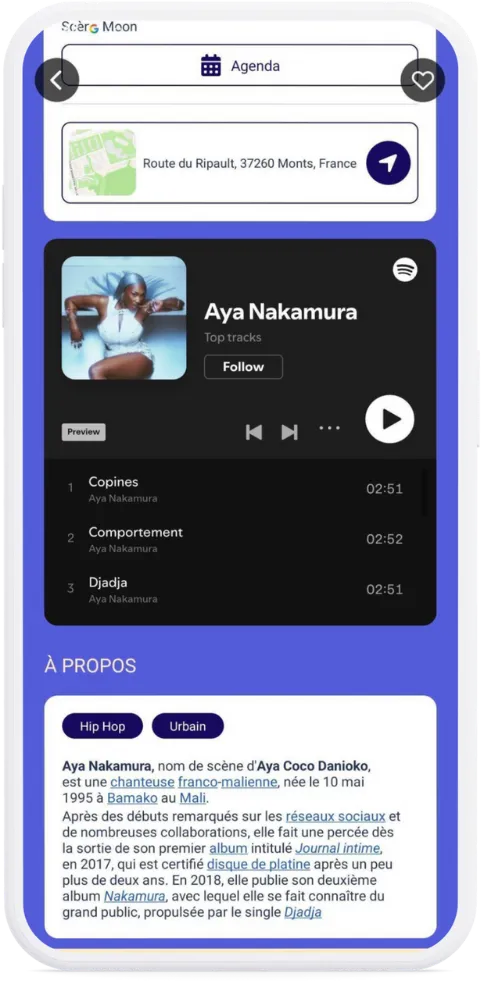 Scèrg Moon
Agenda
Route du Ripault, 37260 Monts, France
Aya Nakamura
Top tracks
Follow
Preview
1 Copines 02:51
Aya Nakamura
2 Comportement 02:52
Aya Nakamura
3 Djadja 02:51
Aya Nakamura
À PROPOS
Hip Hop Urbain
Aya Nakamura, nom de scène d'Aya Coco Danioko,
est une chanteuse franco-malienne, née le 10 mai
1995 à Bamako au Mali.
Après des débuts remarqués sur les réseaux sociaux et
de nombreuses collaborations, elle fait une percée dès
la sortie de son premier album intitulé Journal intime,
en 2017, qui est certifié disque de platine après un peu
plus de deux ans. En 2018, elle publie son deuxième
album Nakamura, avec lequel elle se fait connaître du
grand public, propulsée par le single Djadja